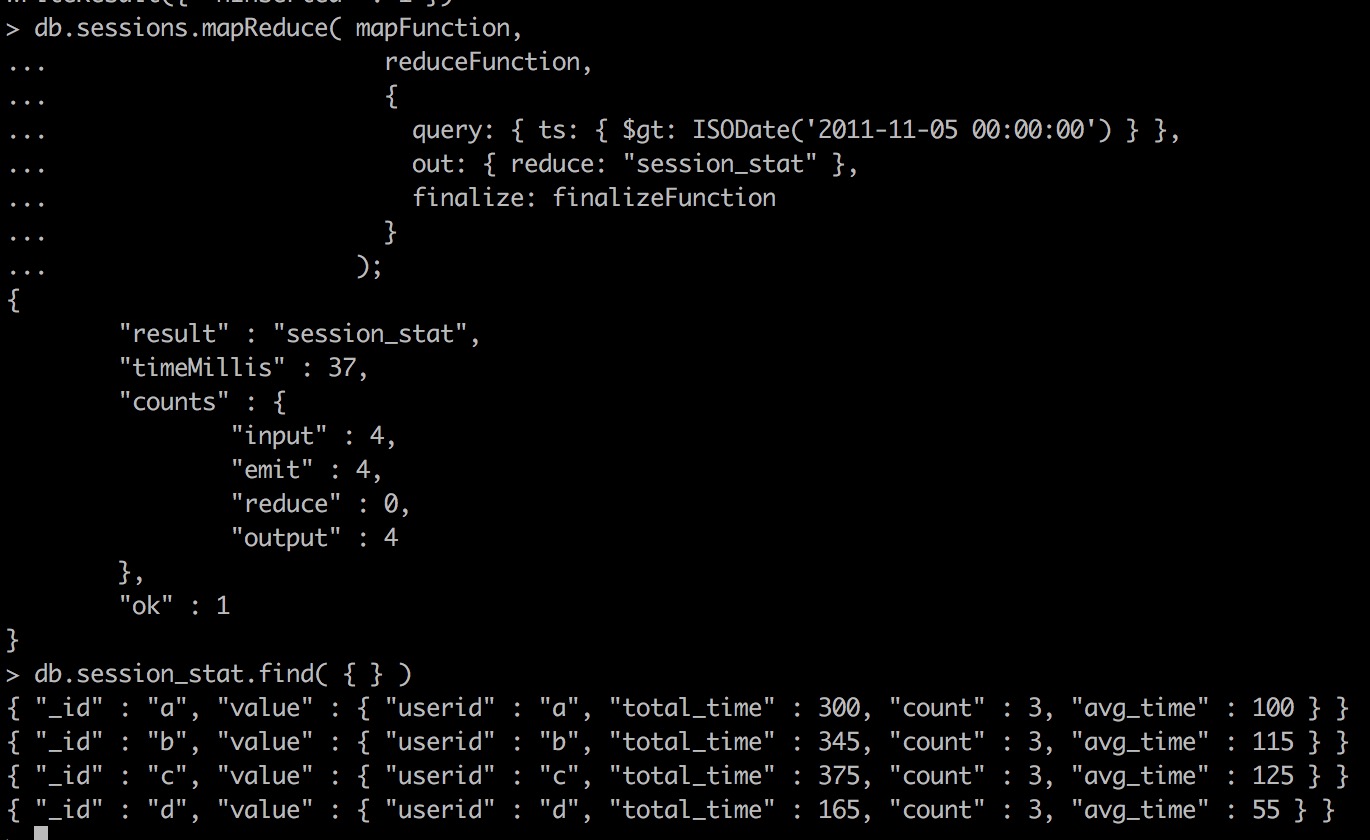 WriteResult({ "nInserted" : 1 })
> db.sessions.mapReduce( mapFunction,
...                        reduceFunction,
...                        {
...                          query: { ts: { $gt: ISODate('2011-11-05 00:00:00') } },
...                          out: { reduce: "session_stat" },
...                          finalize: finalizeFunction
...                        }
...                      );
{
        "result" : "session_stat",
        "timeMillis" : 37,
        "counts" : {
                "input" : 4,
                "emit" : 4,
                "reduce" : 0,
                "output" : 4
        },
        "ok" : 1
}
> db.session_stat.find( { } )
{ "_id" : "a", "value" : { "userid" : "a", "total_time" : 300, "count" : 3, "avg_time" : 100 } }
{ "_id" : "b", "value" : { "userid" : "b", "total_time" : 345, "count" : 3, "avg_time" : 115 } }
{ "_id" : "c", "value" : { "userid" : "c", "total_time" : 375, "count" : 3, "avg_time" : 125 } }
{ "_id" : "d", "value" : { "userid" : "d", "total_time" : 165, "count" : 3, "avg_time" : 55 } }
>